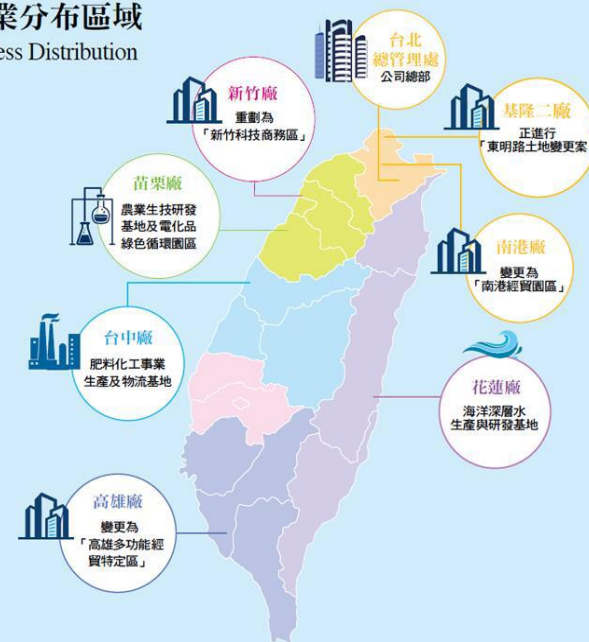 業分布區域
ess Distribution
台北
總管理處
公司總部
新竹廠
重劃為
「新竹科技商務區」
基隆二廠
正進行
「東明路土地變更案
苗栗廠
農業生技研發
基地及電化品
綠色循環園區
南港廠
變更為
「南港經貿園區」
台中廠
肥料化工事業
生產及物流基地
花蓮廠
海洋深層水
生產與研發基地
高雄廠
變更為
「高雄多功能經
貿特定區」